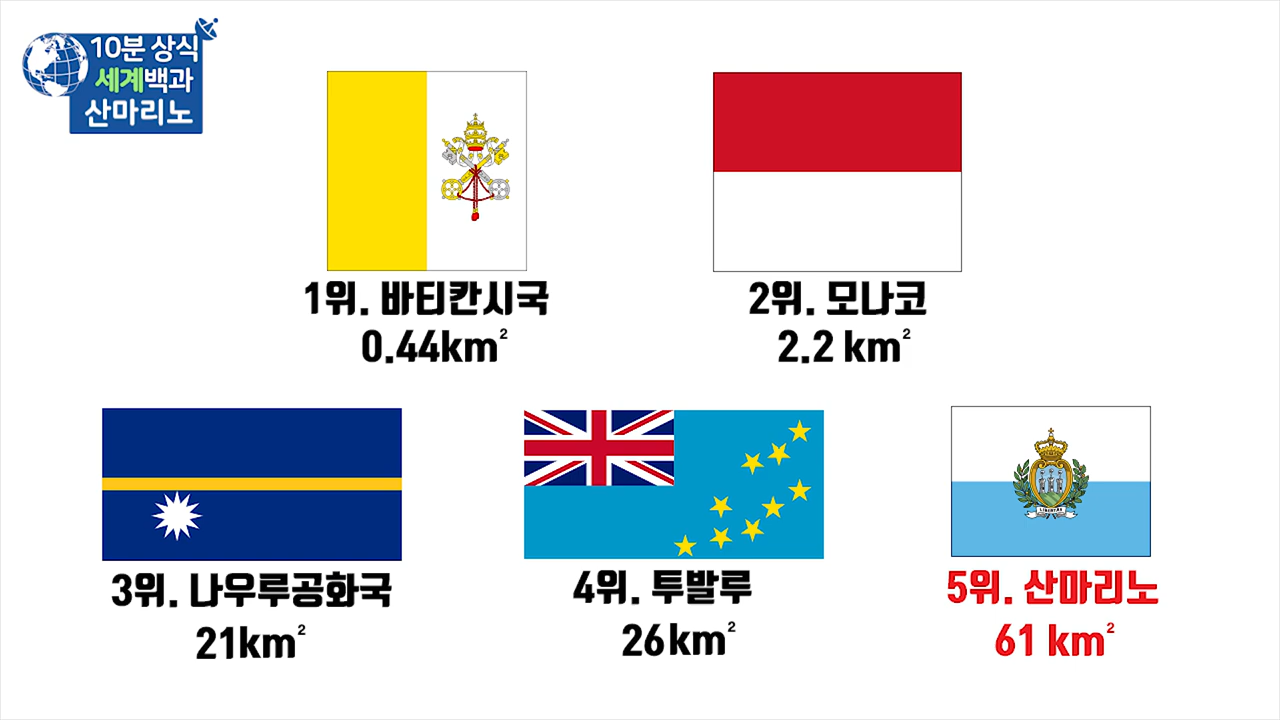 10분 상식
세계백과
산마리노
1위. 바티칸시국
0.44km²
2위. 모나코
2.2 km²
3위. 나우루공화국
21km²
4위. 투발루
26km²
5위. 산마리노
61 km²
LIBERTAS